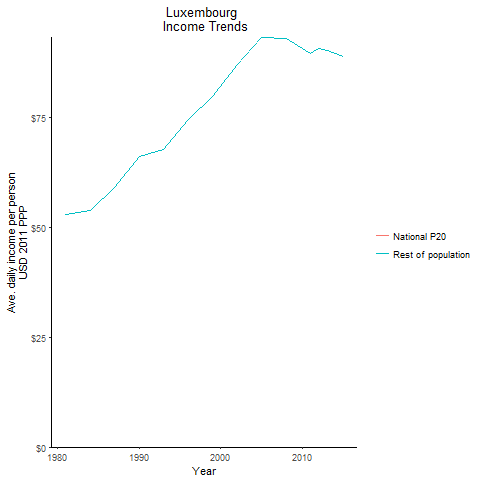 Luxembourg
Income Trends
Ave. daily income per person
USD 2011 PPP
$75
$50
$25
$0
1980
1990
2000
2010
Year
National P20
Rest of population